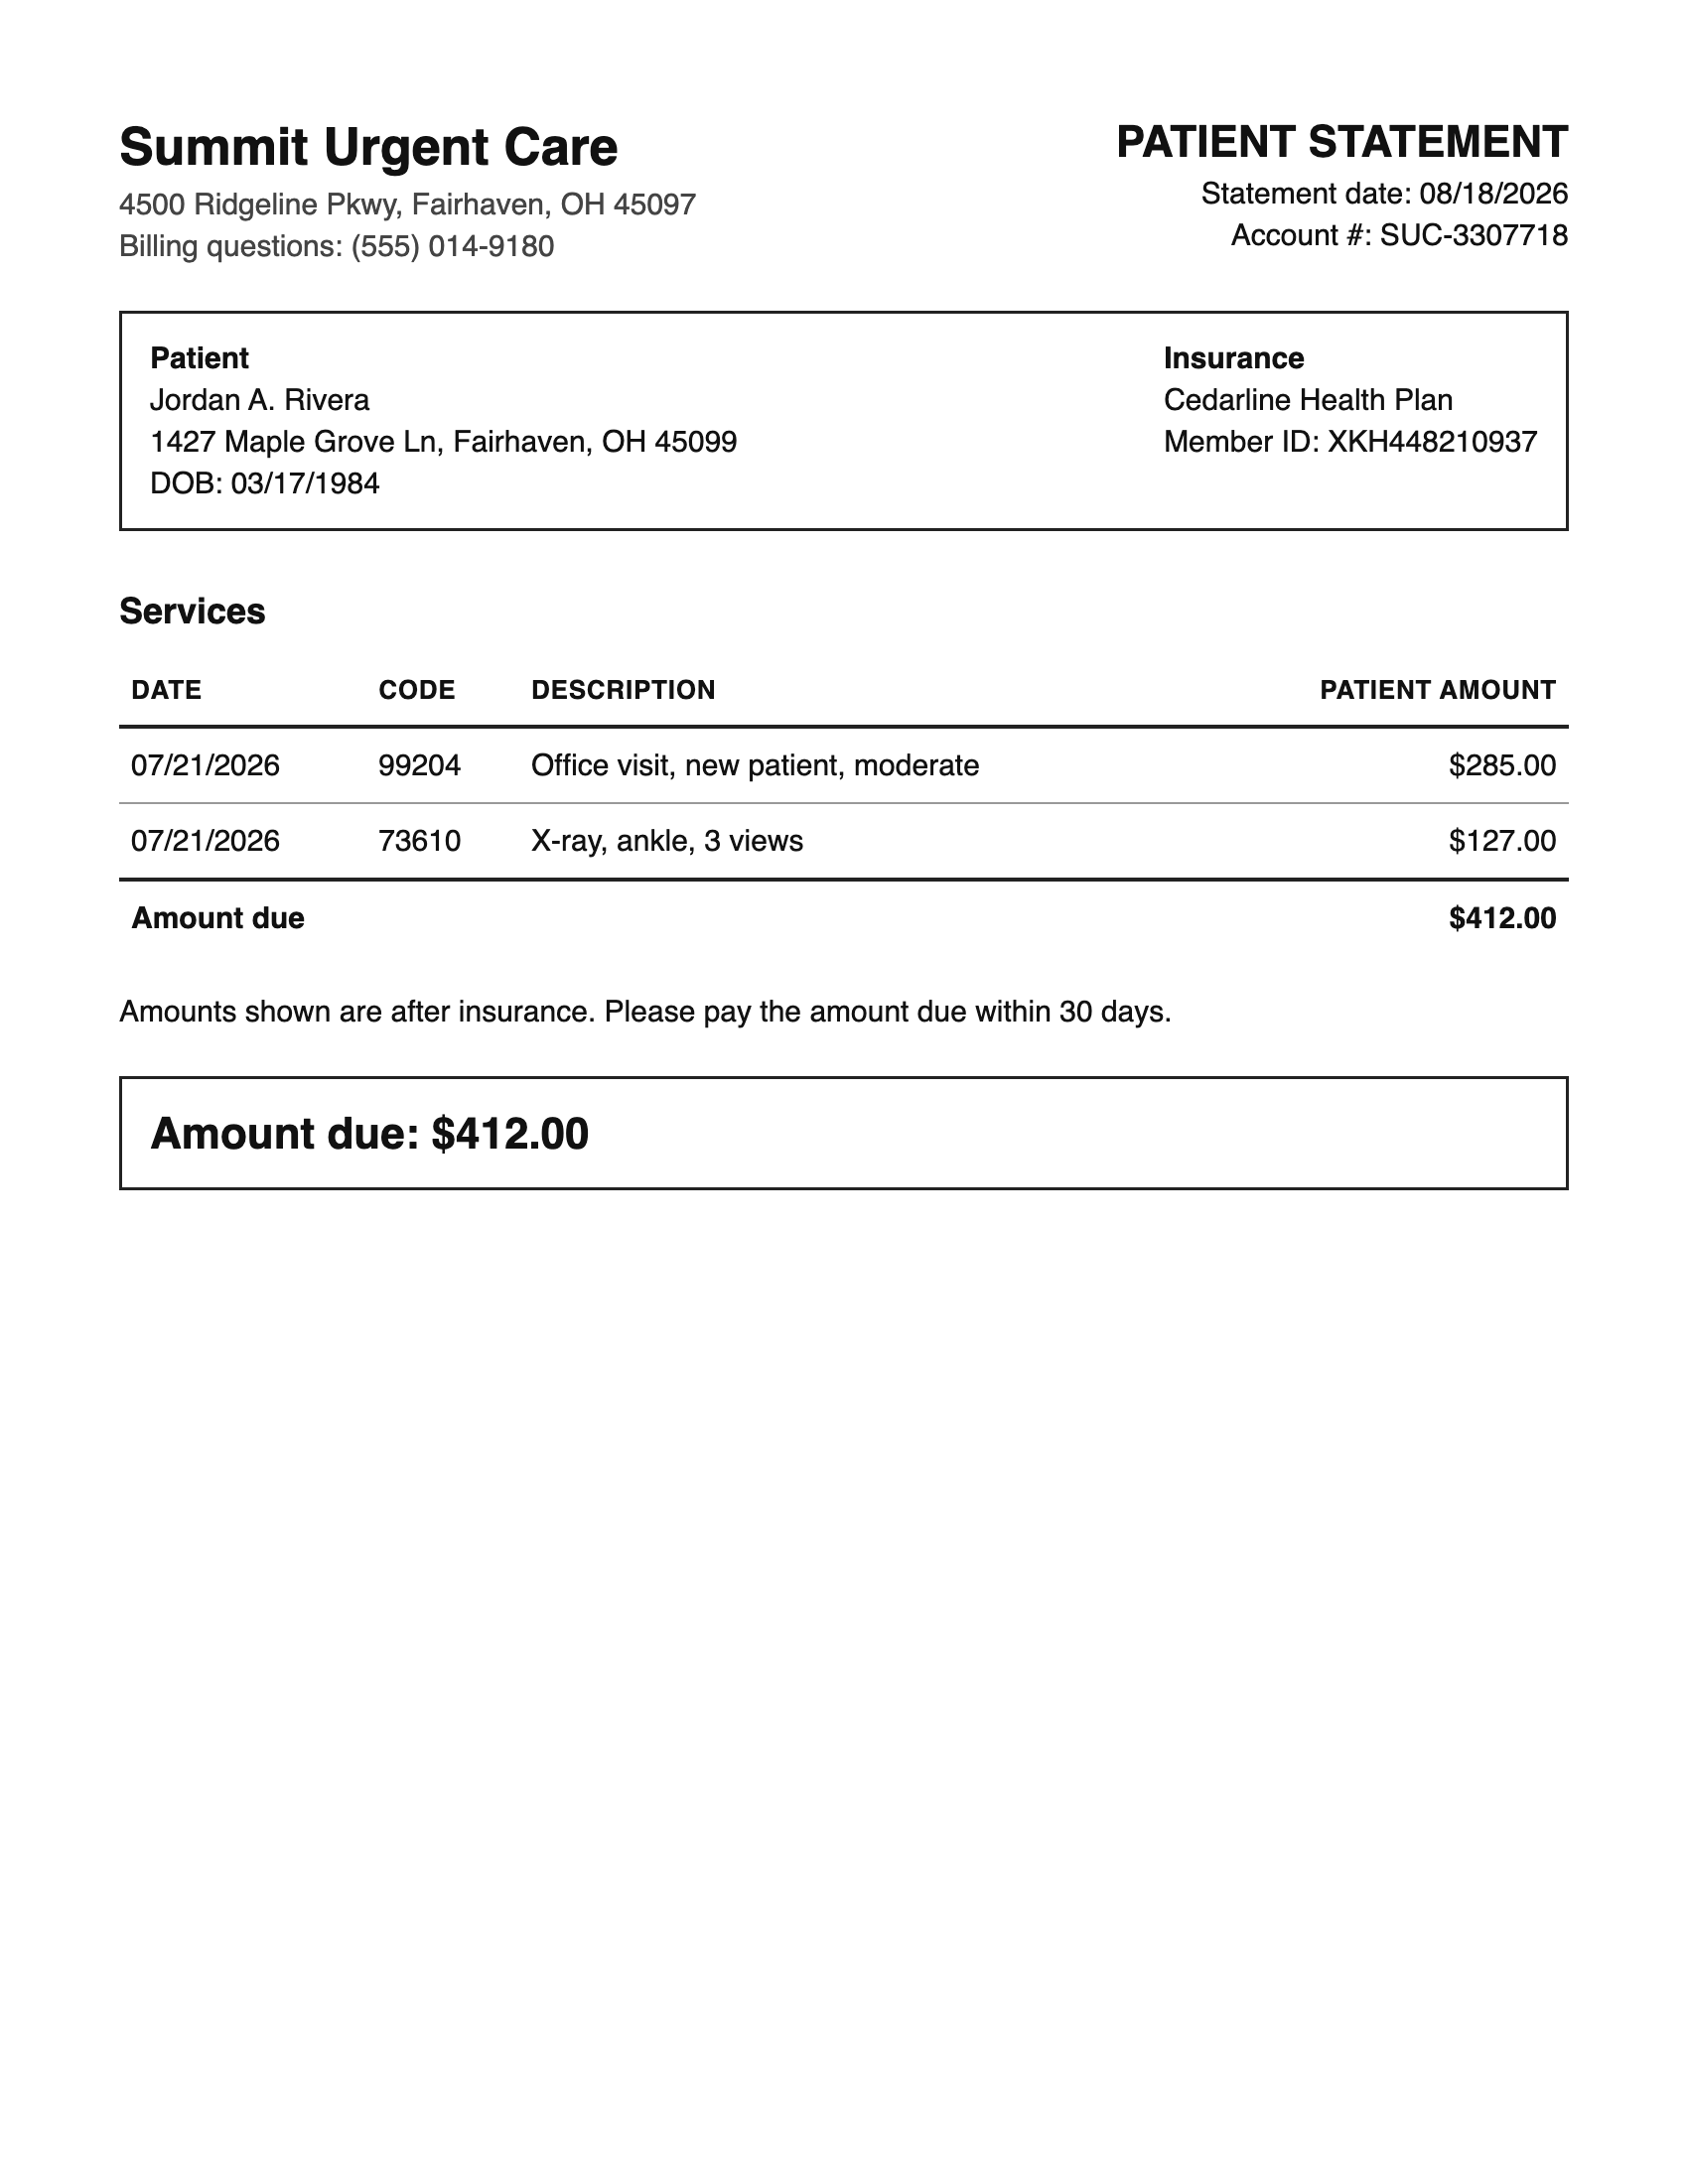 Summit Urgent Care
4500 Ridgeline Pkwy, Fairhaven, OH 45097
Billing questions: (555) 014-9180
PATIENT STATEMENT
Statement date: 08/18/2026
Account #: SUC-3307718
Patient
Jordan A. Rivera
1427 Maple Grove Ln, Fairhaven, OH 45099
DOB: 03/17/1984
Insurance
Cedarline Health Plan
Member ID: XKH448210937
Services
DATE CODE DESCRIPTION PATIENT AMOUNT
07/21/2026 99204 Office visit, new patient, moderate $285.00
07/21/2026 73610 X-ray, ankle, 3 views $127.00
Amount due $412.00
Amounts shown are after insurance. Please pay the amount due within 30 days.
Amount due: $412.00